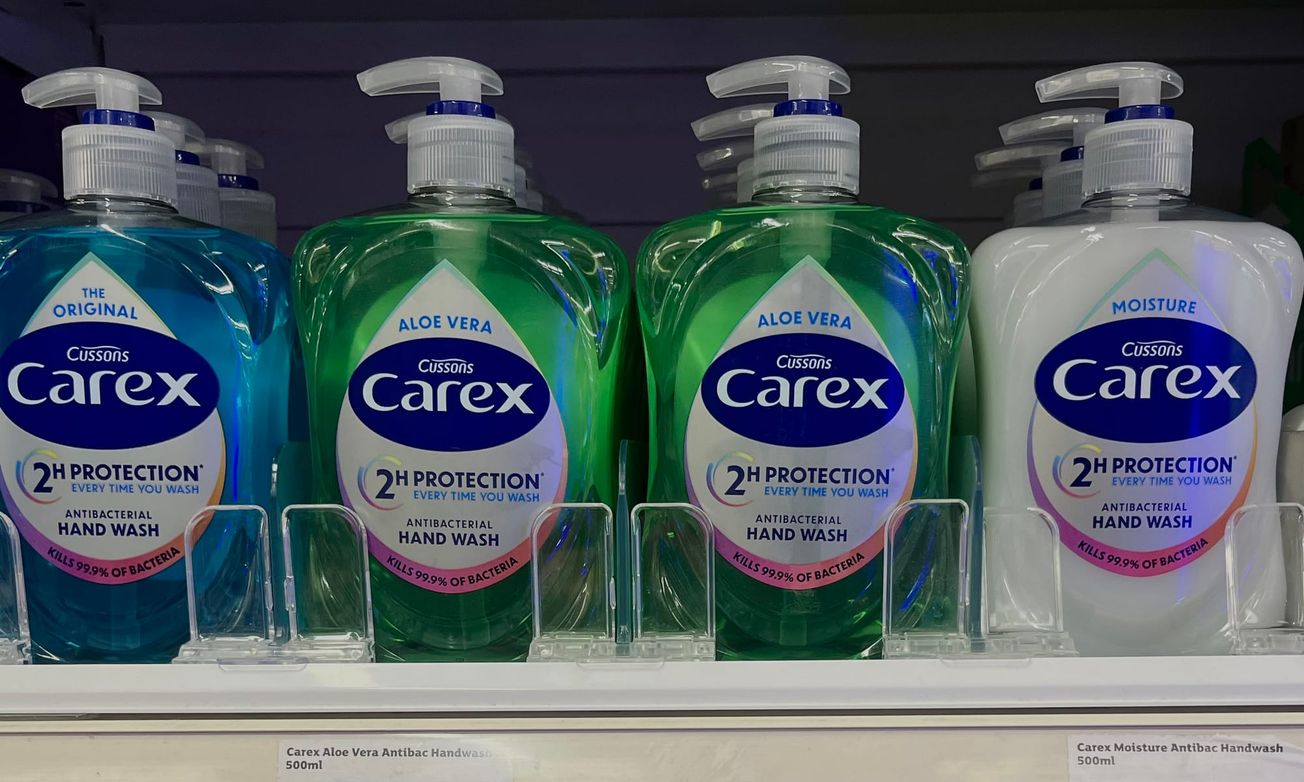 THE
ORIGINAL
Cussons
Carex
2H PROTECTION*
EVERY TIME YOU WASH
ANTIBACTERIAL
HAND WASH
KILLS 99.9% OF BACTERIA
ALOE VERA
Cussons
Carex
2H PROTECTION*
EVERY TIME YOU WASH
ANTIBACTERIAL
HAND WASH
KILLS 99.9% OF BACTERIA
ALOE VERA
Cussons
Carex
2H PROTECTION*
EVERY TIME YOU WASH
ANTIBACTERIAL
HAND WASH
KILLS 99.9% OF BACTERIA
MOISTURE
Cussons
Carex
2H PROTECTION*
EVERY TIME YOU WASH
ANTIBACTERIAL
HAND WASH
KILLS 99.9% OF BACTERIA
Carex Aloe Vera Antibac Handwash
500ml
Carex Moisture Antibac Handwash
500ml